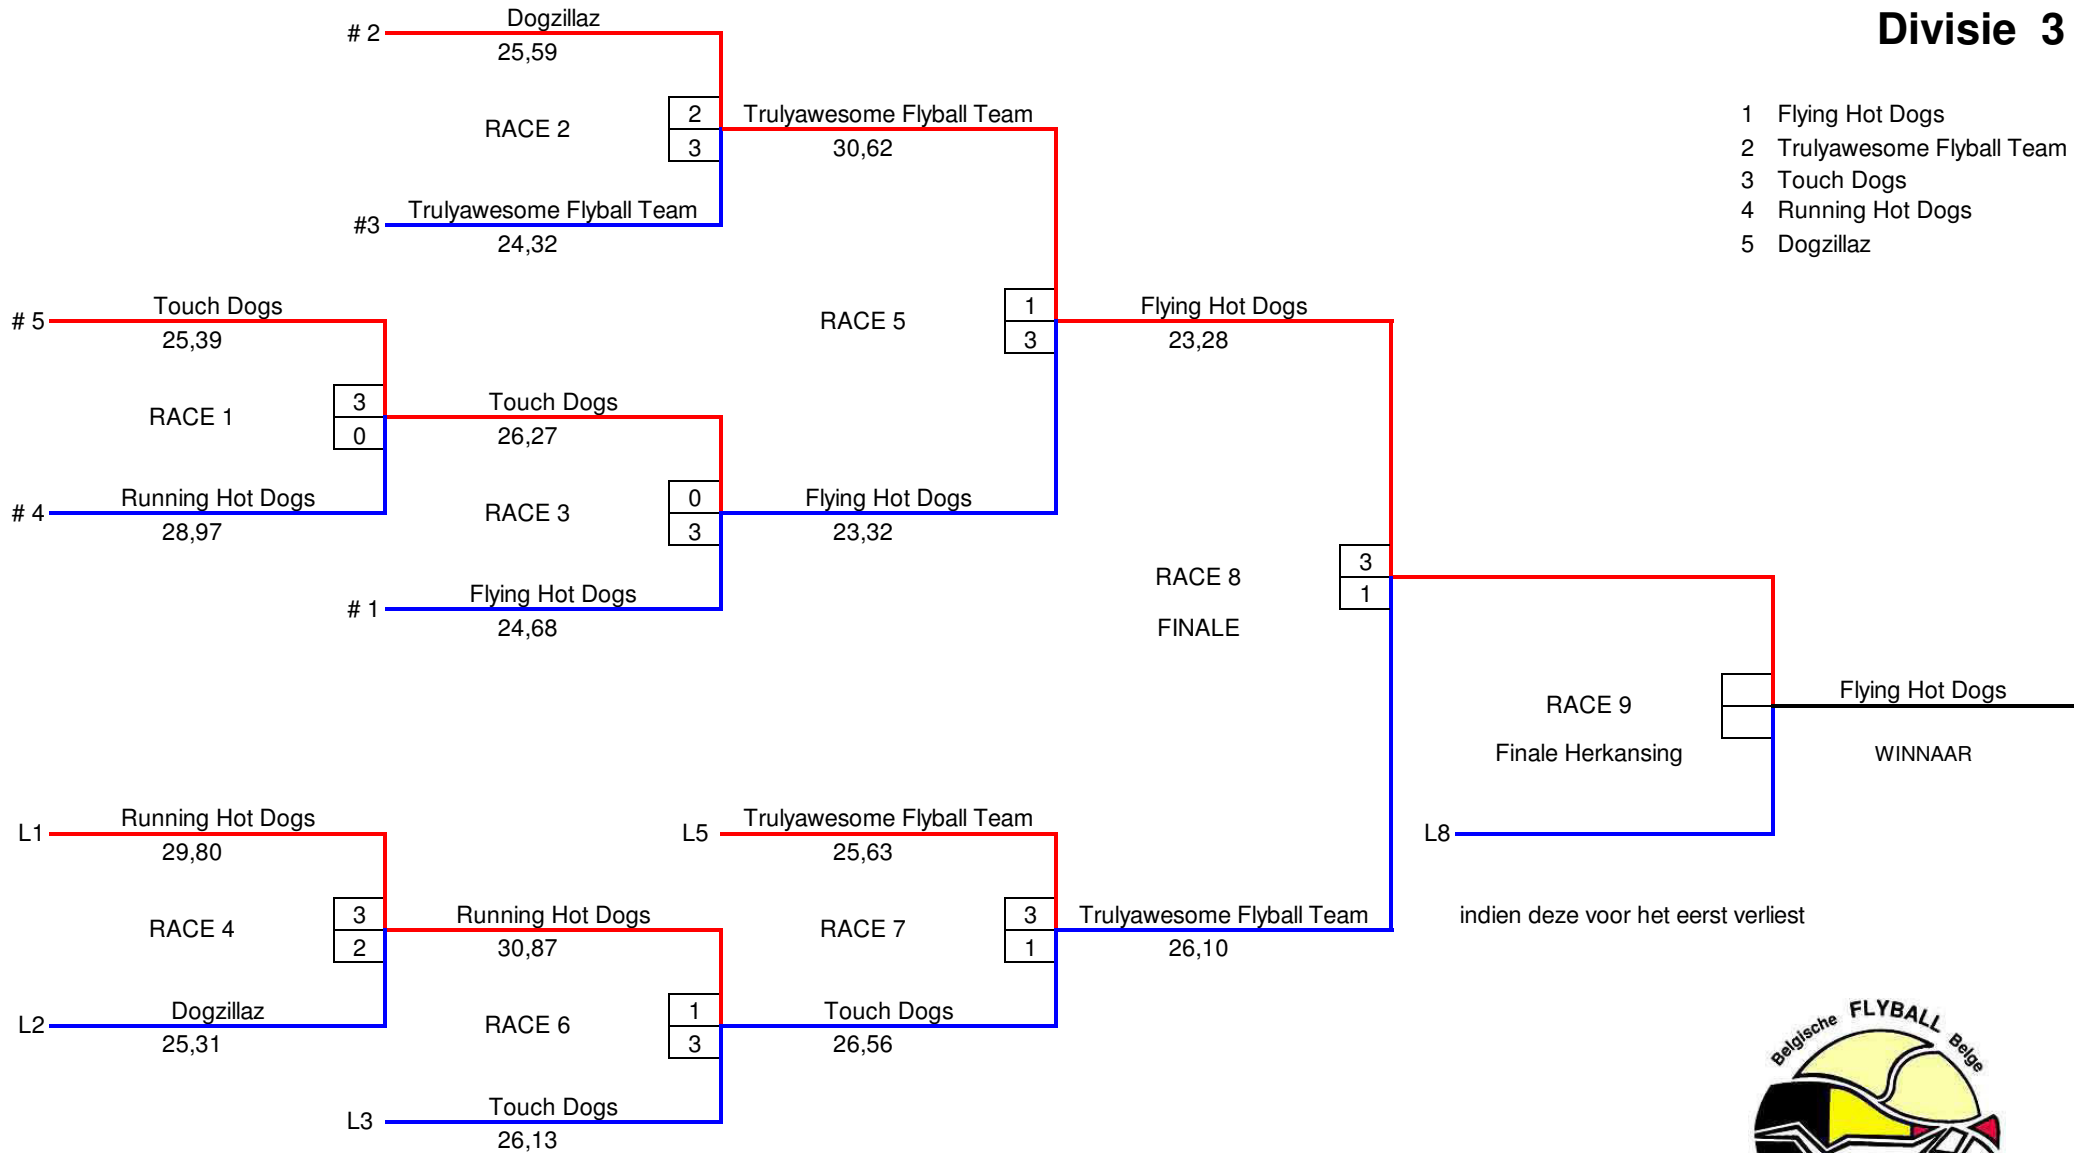 Divisie 3
1 Flying Hot Dogs
2 Trulyawesome Flyball Team
3 Touch Dogs
4 Running Hot Dogs
5 Dogzillaz
# 2
Dogzillaz
25,59
RACE 2
2
3
#3
Trulyawesome Flyball Team
24,32
Trulyawesome Flyball Team
30,62
# 5
Touch Dogs
25,39
RACE 1
3
0
# 4
Running Hot Dogs
28,97
Touch Dogs
26,27
RACE 3
0
3
# 1
Flying Hot Dogs
24,68
Flying Hot Dogs
23,32
RACE 5
1
3
Flying Hot Dogs
23,28
RACE 8
FINALE
3
1
RACE 9
Finale Herkansing
Flying Hot Dogs
WINNAAR
L8
indien deze voor het eerst verliest
L1
Running Hot Dogs
29,80
RACE 4
3
2
L2
Dogzillaz
25,31
Running Hot Dogs
30,87
RACE 6
1
3
L3
Touch Dogs
26,13
L5
Trulyawesome Flyball Team
25,63
RACE 7
3
1
Touch Dogs
26,56
Trulyawesome Flyball Team
26,10
Belgische FLYBALL Belge